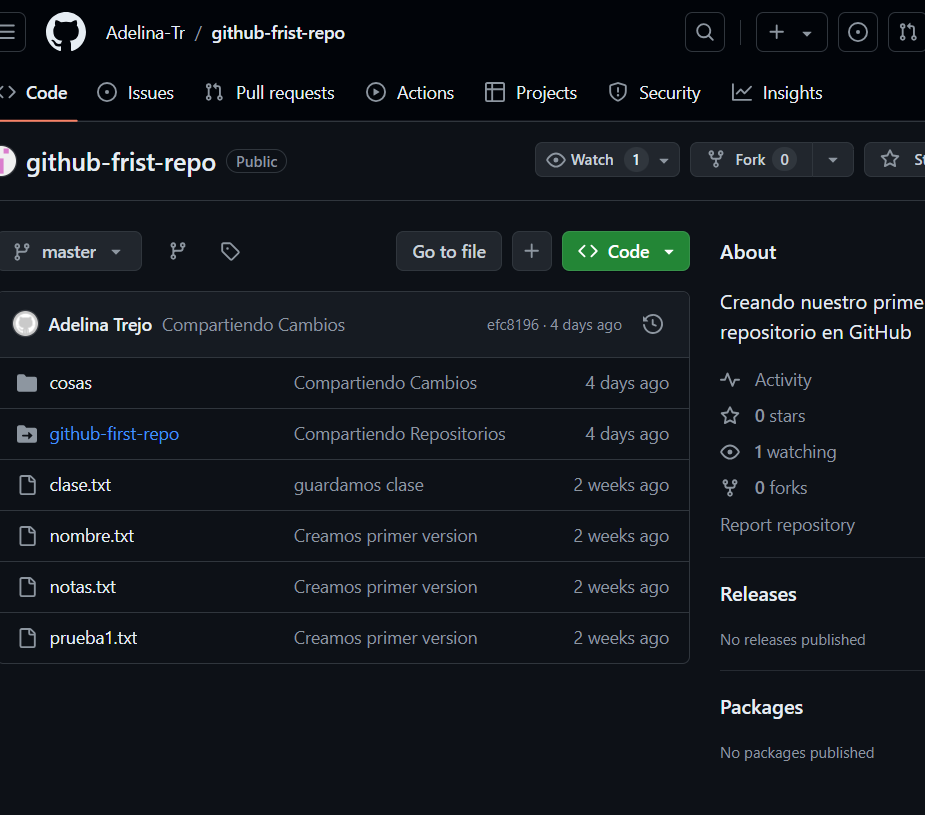 Adelina-Tr / github-frist-repo
Code Issues Pull requests Actions Projects Security Insights
github-frist-repo Public Watch 1 Fork 0
master Go to file Code
About
Creando nuestro prime
repositorio en GitHub
Adelina Trejo Compartiendo Cambios efc8196 · 4 days ago
cosas Compartiendo Cambios 4 days ago
github-first-repo Compartiendo Repositorios 4 days ago
clase.txt guardamos clase 2 weeks ago
nombre.txt Creamos primer version 2 weeks ago
notas.txt Creamos primer version 2 weeks ago
prueba1.txt Creamos primer version 2 weeks ago
Activity
0 stars
1 watching
0 forks
Report repository
Releases
No releases published
Packages
No packages published